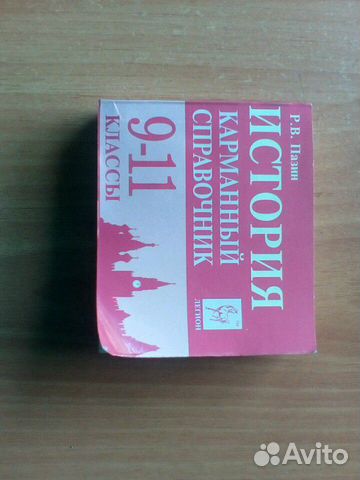 Р.В. Пазин
ИСТОРИЯ
КАРМАННЫЙ
СПРАВОЧНИК
9-11
КЛАССЫ
ЛЕГИОН
Avito